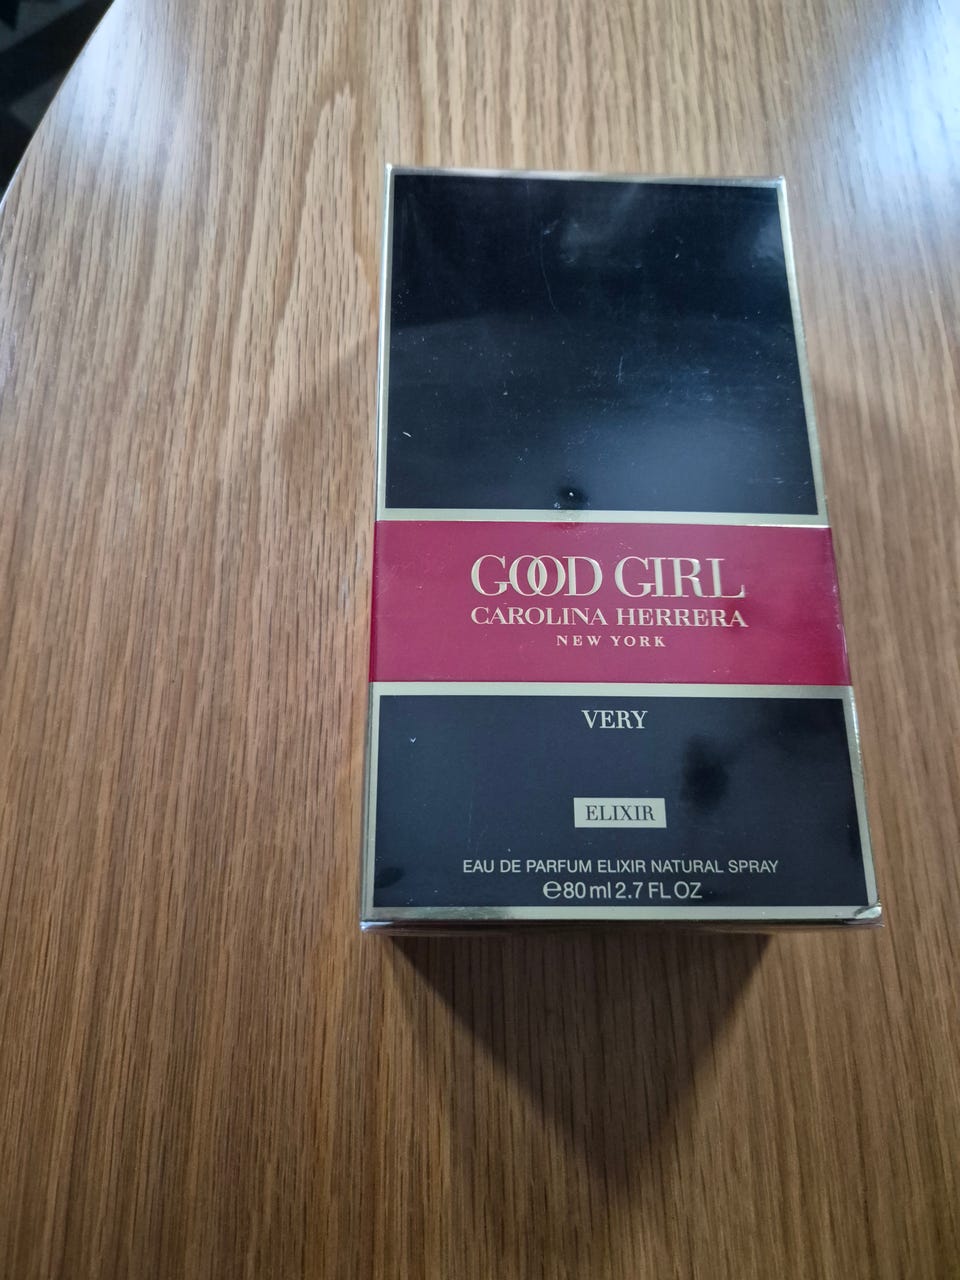 GOOD GIRL
CAROLINA HERRERA
NEW YORK
VERY
ELIXIR
EAU DE PARFUM ELIXIR NATURAL SPRAY
℮80 ml 2.7 FL OZ